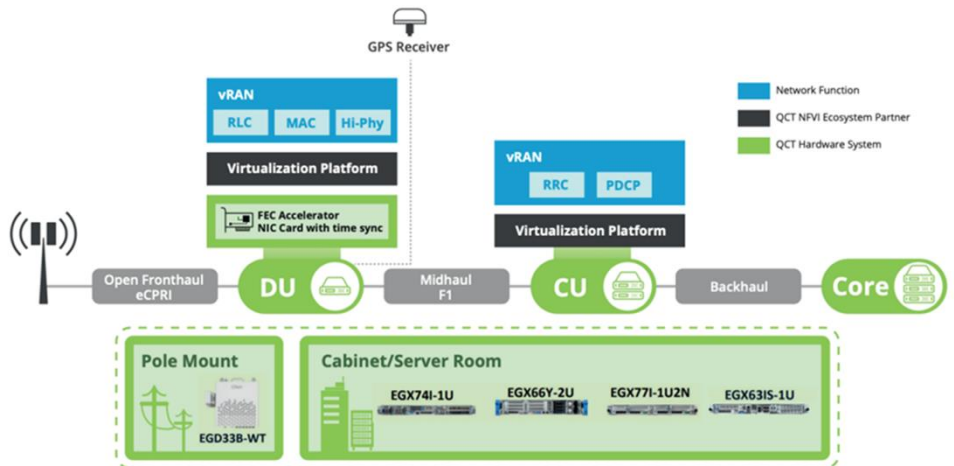 GPS Receiver
vRAN
RLC
MAC
Hi-Phy
Virtualization Platform
FEC Accelerator
NIC Card with time sync
vRAN
RRC
PDCP
Virtualization Platform
Network Function
QCT NFVI Ecosystem Partner
QCT Hardware System
Open Fronthaul
eCPRI
DU
Midhaul
F1
CU
Backhaul
Core
Pole Mount
EGD33B-WT
Cabinet/Server Room
EGX74I-1U
EGX66Y-2U
EGX77I-1U2N
EGX63IS-1U